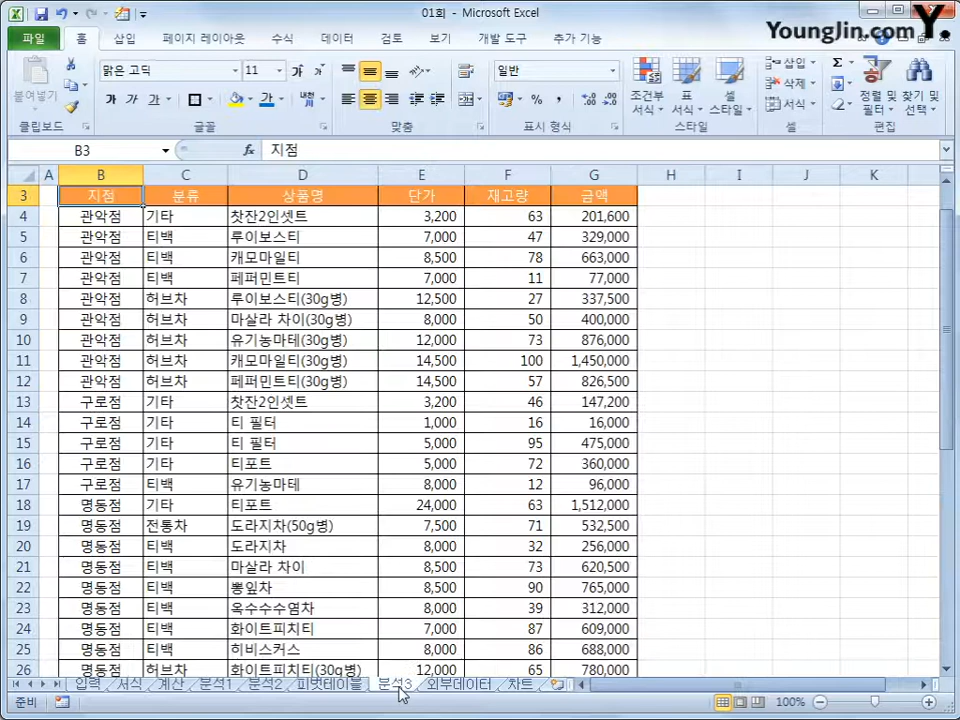 01회 - Microsoft Excel
Younglin.com Y.
파일 홈 삽입 페이지 레이아웃 수식 데이터 검토 보기 개발 도구 추가 기능
붙여넣기 맑은 고딕 11 가 가 일반 조건부 서식 표 서식 셀 스타일 삽입 삭제 서식 정렬 및 필터 찾기 및 선택
가 가 가 가 내천 % ,
클립보드 글꼴 맞춤 표시 형식 스타일 셀 편집
B3 fx 지점
A B C D E F G H I J K
3 지점 분류 상품명 단가 재고량 금액
4 관악점 기타 찻잔2인셋트 3,200 63 201,600
5 관악점 티백 루이보스티 7,000 47 329,000
6 관악점 티백 캐모마일티 8,500 78 663,000
7 관악점 티백 페퍼민트티 7,000 11 77,000
8 관악점 허브차 루이보스티(30g병) 12,500 27 337,500
9 관악점 허브차 마살라 차이(30g병) 8,000 50 400,000
10 관악점 허브차 유기농마테(30g병) 12,000 73 876,000
11 관악점 허브차 캐모마일티(30g병) 14,500 100 1,450,000
12 관악점 허브차 페퍼민트티(30g병) 14,500 57 826,500
13 구로점 기타 찻잔2인셋트 3,200 46 147,200
14 구로점 기타 티 필터 1,000 16 16,000
15 구로점 기타 티 필터 5,000 95 475,000
16 구로점 기타 티포트 5,000 72 360,000
17 구로점 티백 유기농마테 8,000 12 96,000
18 명동점 기타 티포트 24,000 63 1,512,000
19 명동점 전통차 도라지차(50g병) 7,500 71 532,500
20 명동점 티백 도라지차 8,000 32 256,000
21 명동점 티백 마살라 차이 8,500 73 620,500
22 명동점 티백 뽕잎차 8,500 90 765,000
23 명동점 티백 옥수수수염차 8,000 39 312,000
24 명동점 티백 화이트피치티 7,000 87 609,000
25 명동점 티백 히비스커스 8,000 86 688,000
26 명동점 허브차 화이트피치티(30g병) 12,000 65 780,000
입력 서식 계산 분석1 분석2 피벗테이블 분석3 외부데이터 차트
준비 100%